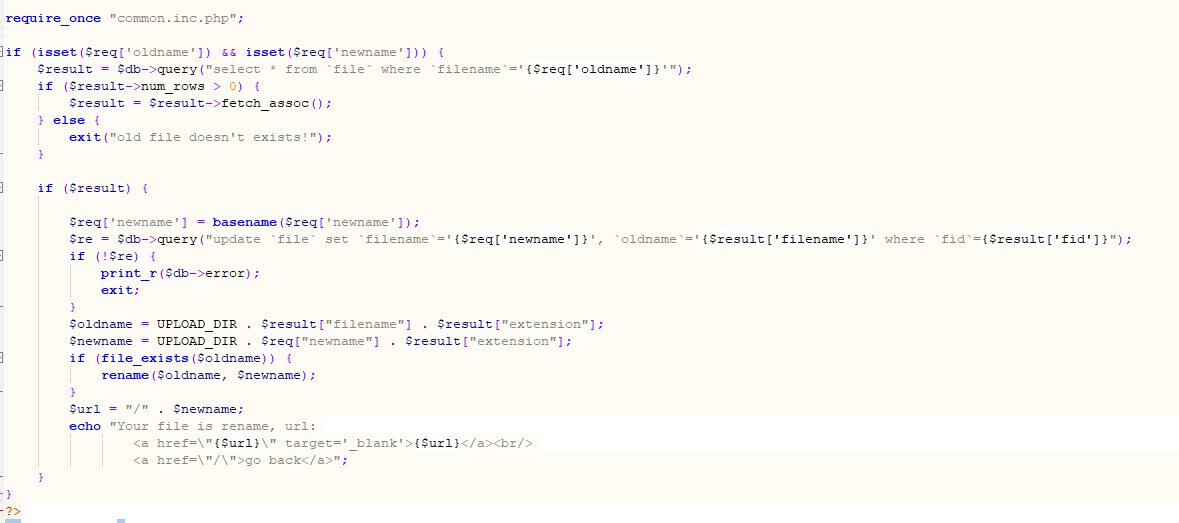 require_once "common.inc.php";
if (isset($req['oldname']) && isset($req['newname'])) {
$result = $db->query("select * from `file` where `filename`='{$req['oldname']}'");
if ($result->num_rows > 0) {
$result = $result->fetch_assoc();
} else {
exit("old file doesn't exists!");
}
if ($result) {
$req['newname'] = basename($req['newname']);
$re = $db->query("update `file` set `filename`='{$req['newname']}', `oldname`='{$result['filename']}' where `fid`={$result['fid']}");
if (!$re) {
print_r($db->error);
exit;
}
$oldname = UPLOAD_DIR . $result["filename"] . $result["extension"];
$newname = UPLOAD_DIR . $req["newname"] . $result["extension"];
if (file_exists($oldname)) {
rename($oldname, $newname);
}
$url = "/" . $newname;
echo "Your file is rename, url:
<a href=\"{$url}\" target='_blank'>{$url}</a><br/>
<a href=\"/\">go back</a>";
}
}
?>